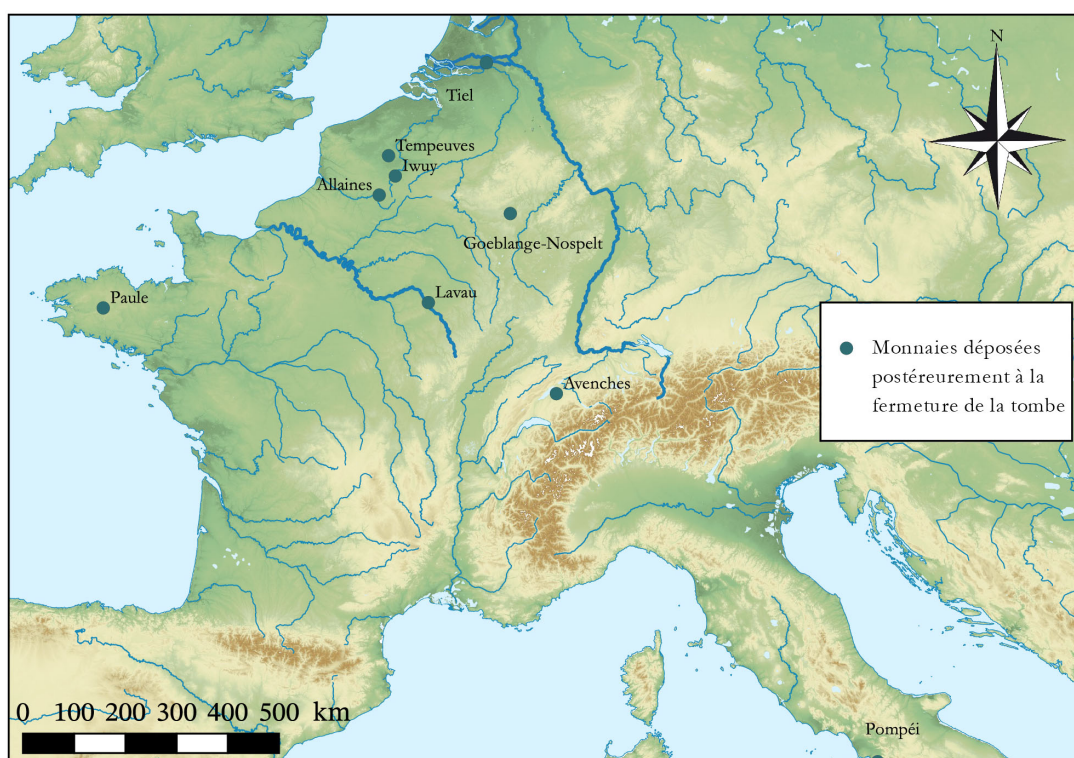 N
Tiel
Tempeuves
Iwuy
Allaines
Goeblange-Nospelt
Paule
Lavau
Monnaies déposées
postéreurement à la
fermeture de la tombe
Avenches
0 100 200 300 400 500 km
Pompéi